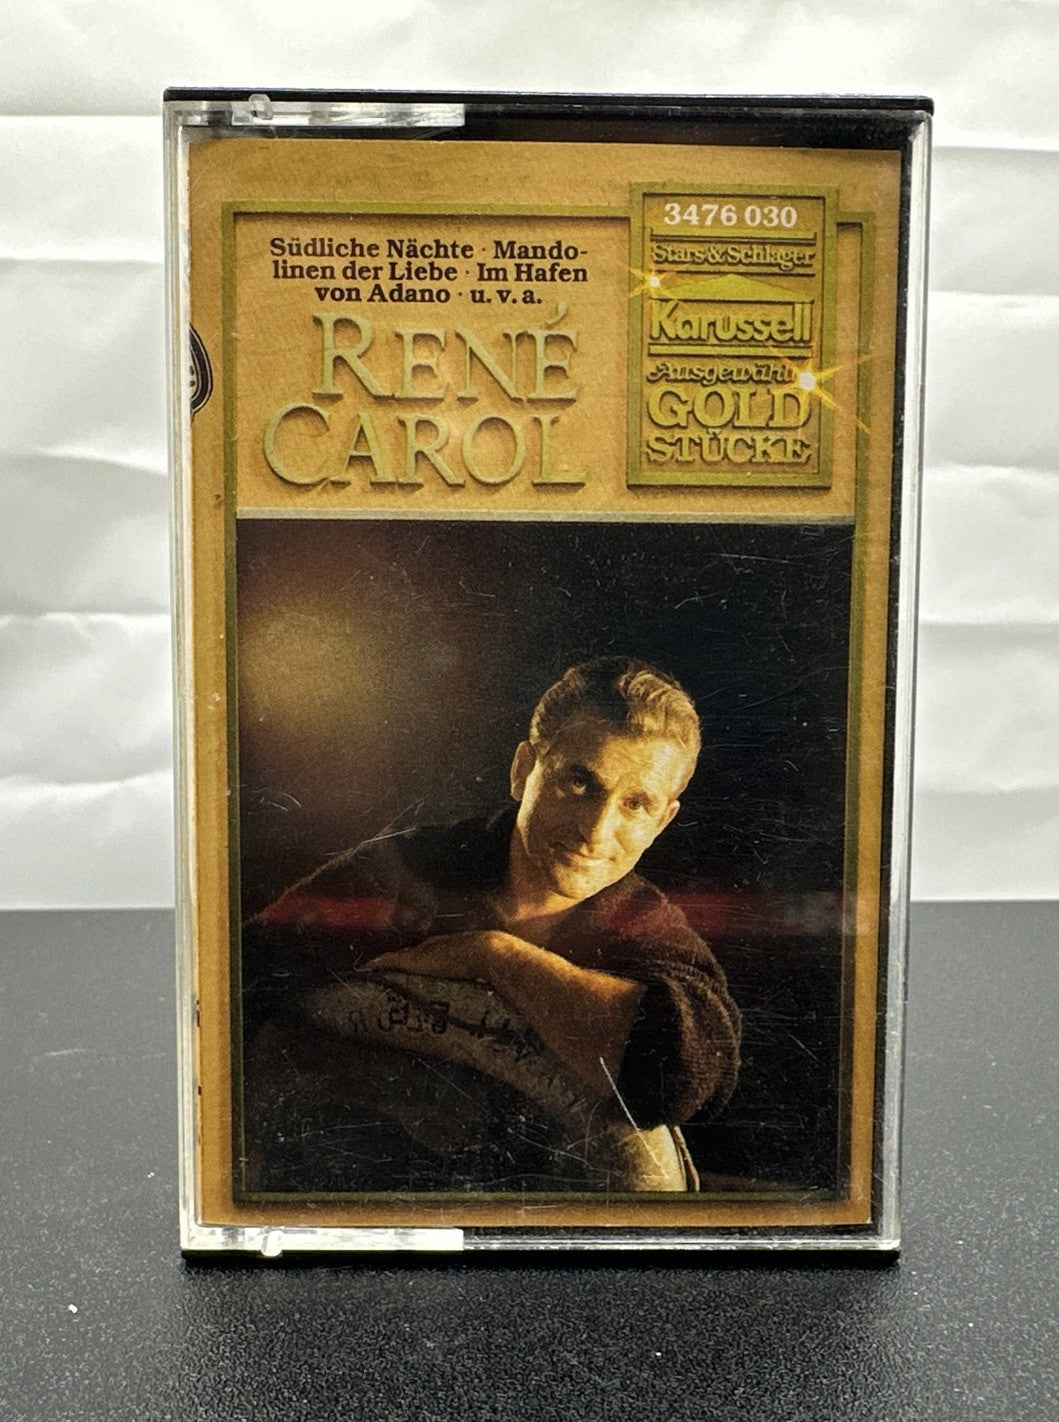 Südliche Nächte · Mando-
linen der Liebe · Im Hafen
von Adano · u. v. a.
RENÉ
CAROL
3476 030
Stars & Schlager
Karussell
Ausgewählte
GOLD
STÜCKE